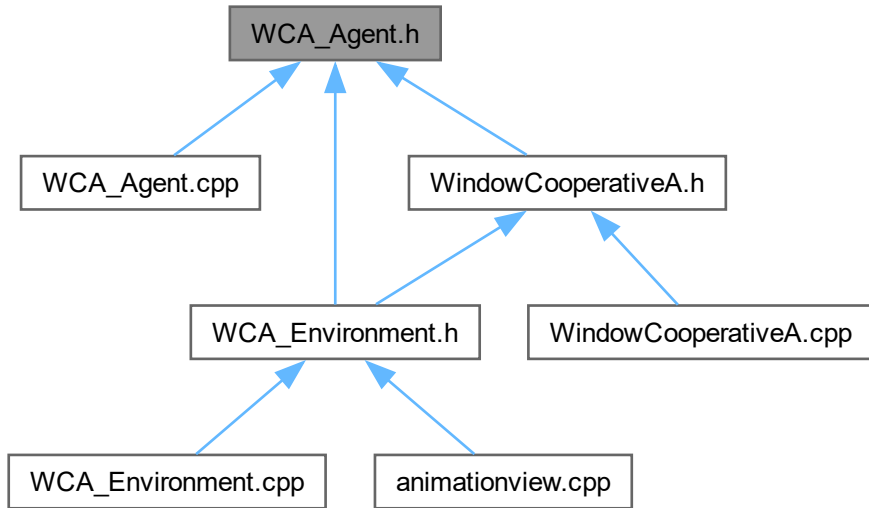 WCA_Agent.h
WCA_Agent.cpp
WindowCooperativeA.h
WCA_Environment.h
WindowCooperativeA.cpp
WCA_Environment.cpp
animationview.cpp